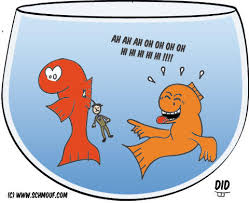 AH AH AH OH OH OH OH
HI HI HI HI HI !!!!
DID
(C) WWW.SCHMOUF.COM